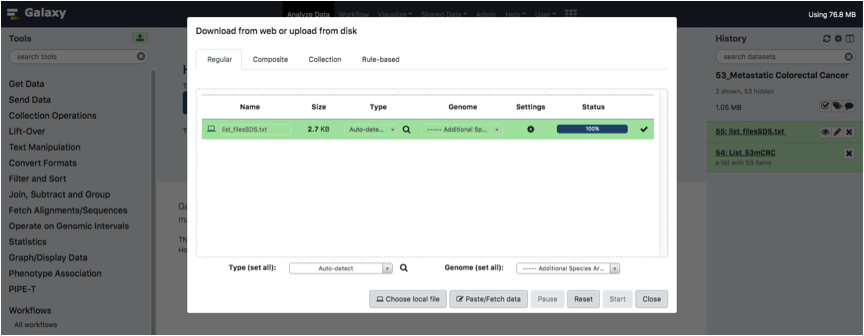 Galaxy
Analyze Data Workflow Visualize Shared Data Admin Help User
Using 76.8 MB
Tools
search tools
Get Data
Send Data
Collection Operations
Lift-Over
Text Manipulation
Convert Formats
Filter and Sort
Join, Subtract and Group
Fetch Alignments/Sequences
Operate on Genomic Intervals
Statistics
Graph/Display Data
Phenotype Association
PIPE-T
Workflows
All workflows
Download from web or upload from disk
Regular Composite Collection Rule-based
Name Size Type Genome Settings Status
list_filesSDS.txt 2.7 KB Auto-dete... ----- Additional Sp... 100%
Type (set all): Auto-detect Genome (set all): ----- Additional Species Ar...
Choose local file Paste/Fetch data Pause Reset Start Close
History
search datasets
53_Metastatic Colorectal Cancer
2 shown, 53 hidden
1.05 MB
55: list_filesSDS.txt
54: List_53mCRC
a list with 53 items